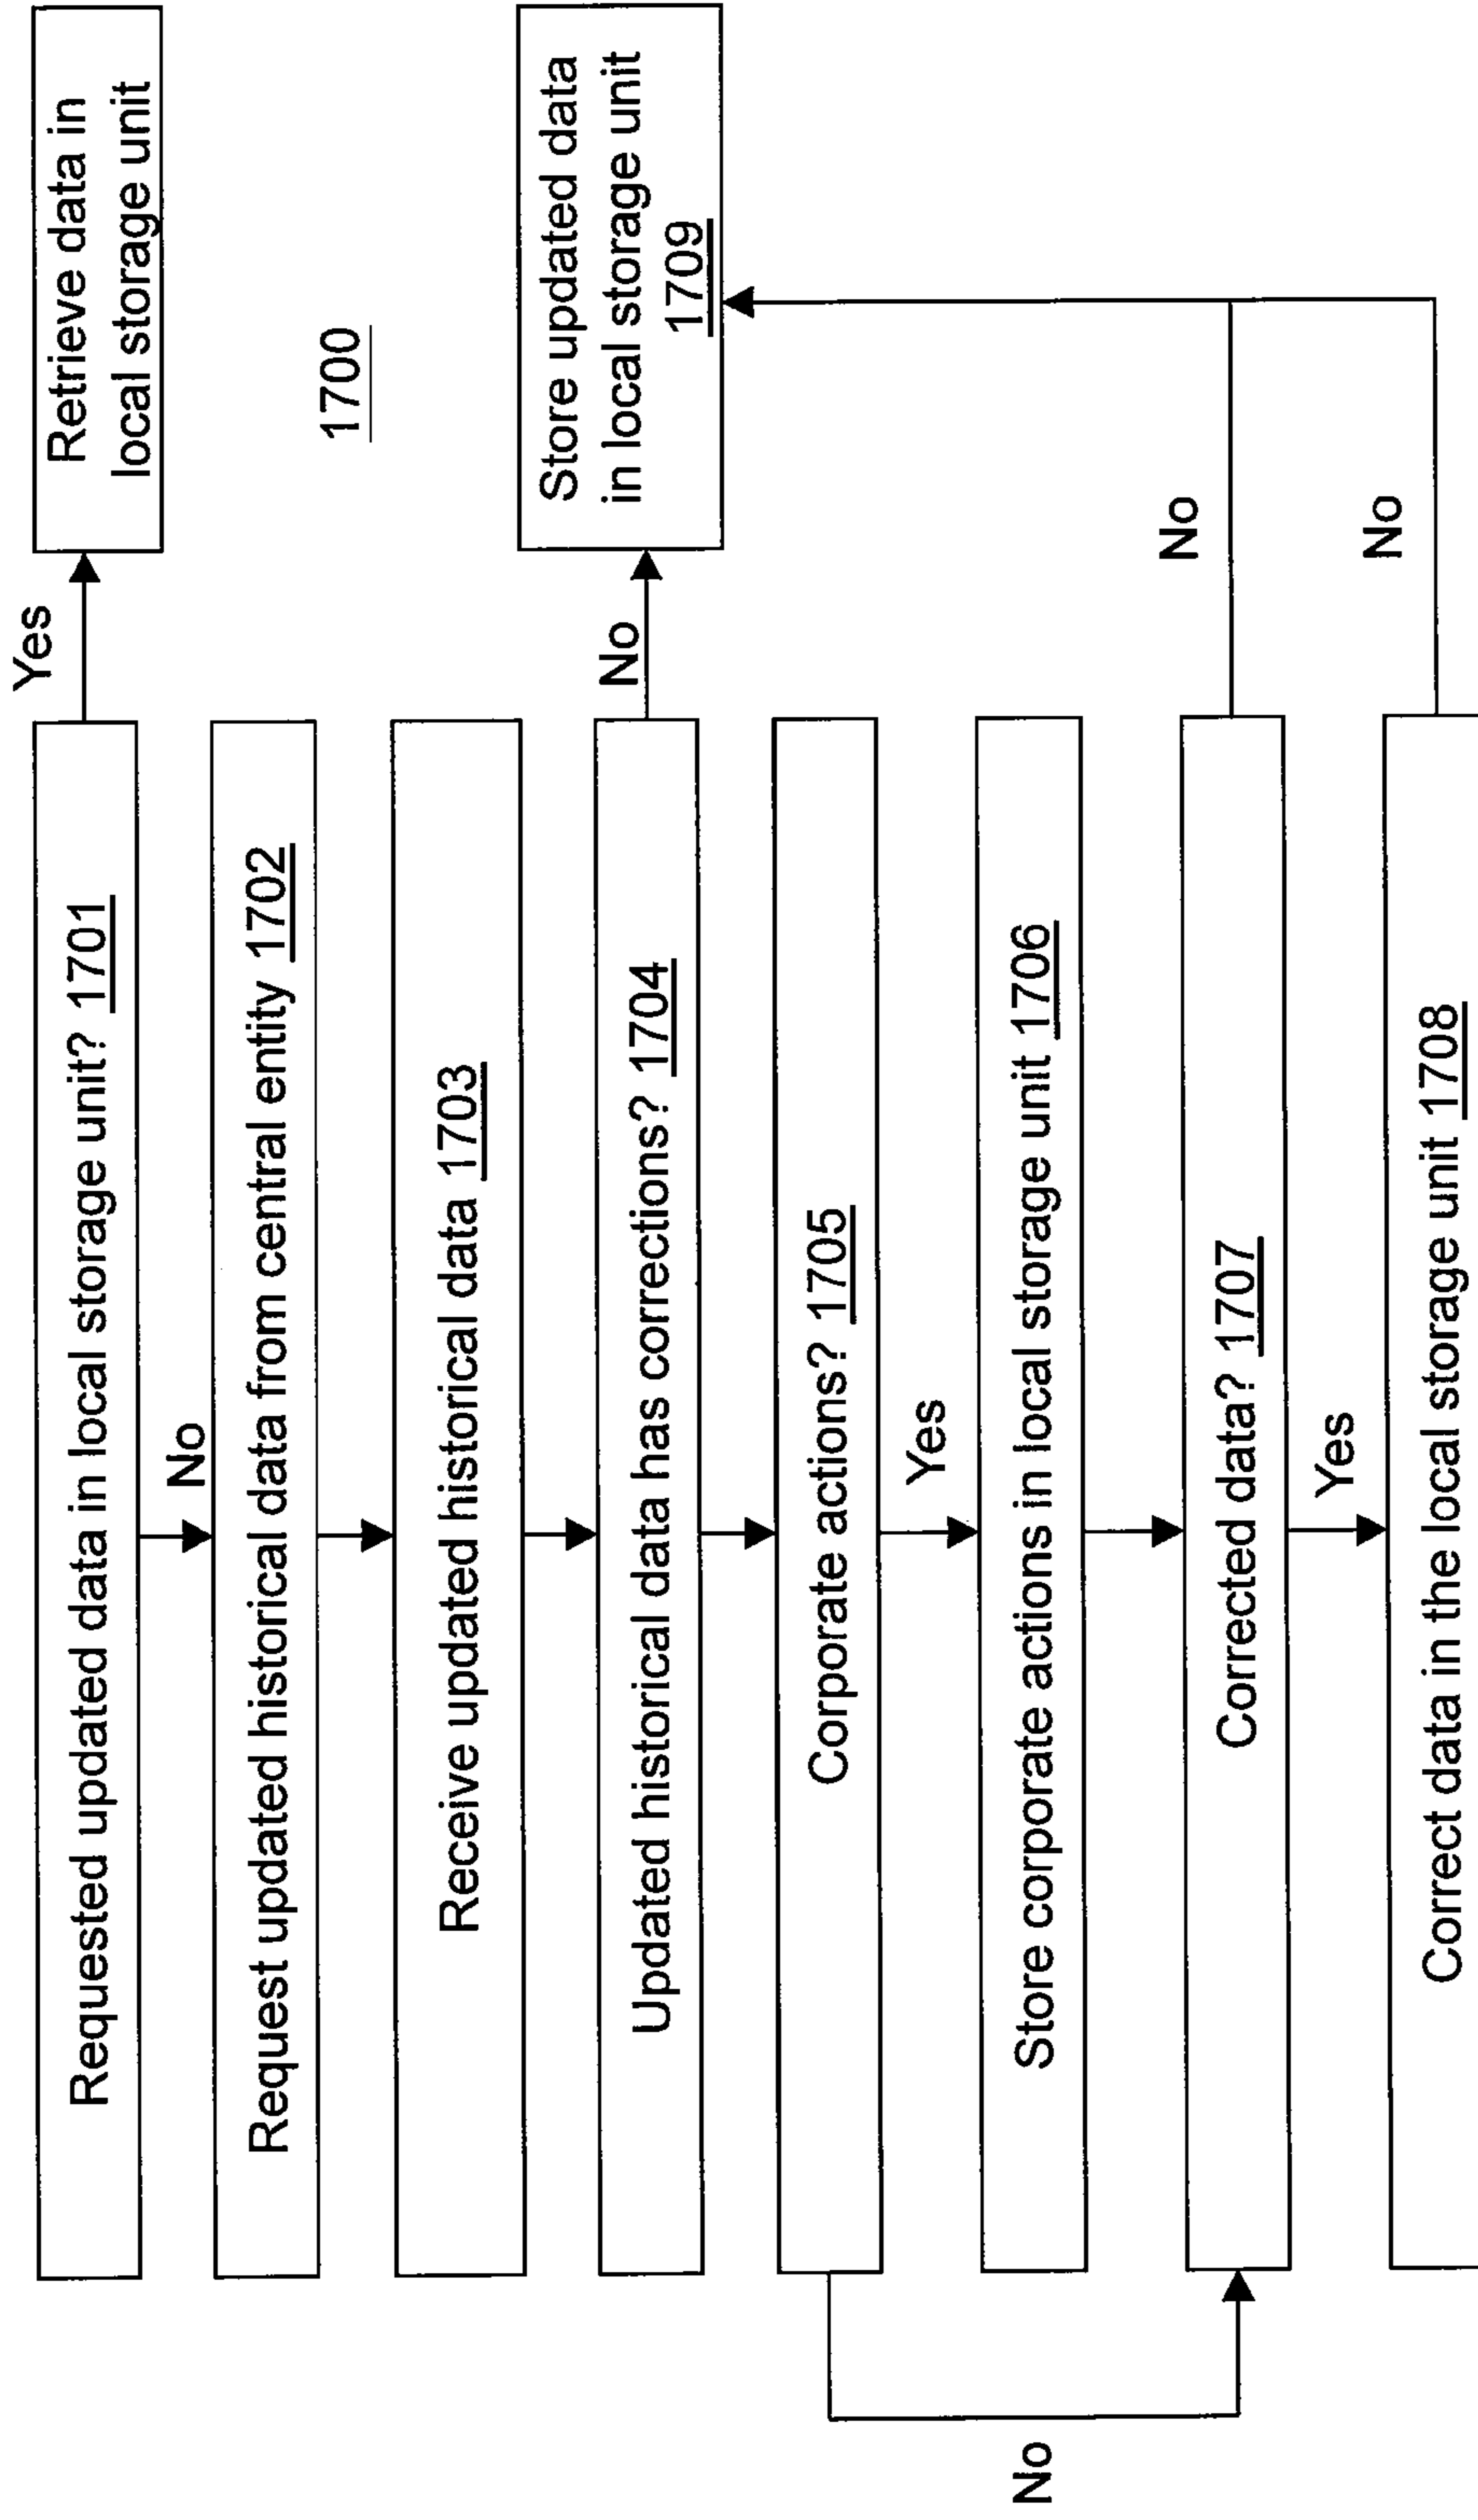 Requested updated data in local storage unit? 1701
Yes
Retrieve data in
local storage unit
No
Request updated historical data from central entity 1702
1700
Receive updated historical data 1703
Updated historical data has corrections? 1704
No
Store updated data
in local storage unit
1709
Corporate actions? 1705
Yes
No
Store corporate actions in local storage unit 1706
Corrected data? 1707
No
Yes
Correct data in the local storage unit 1708
No